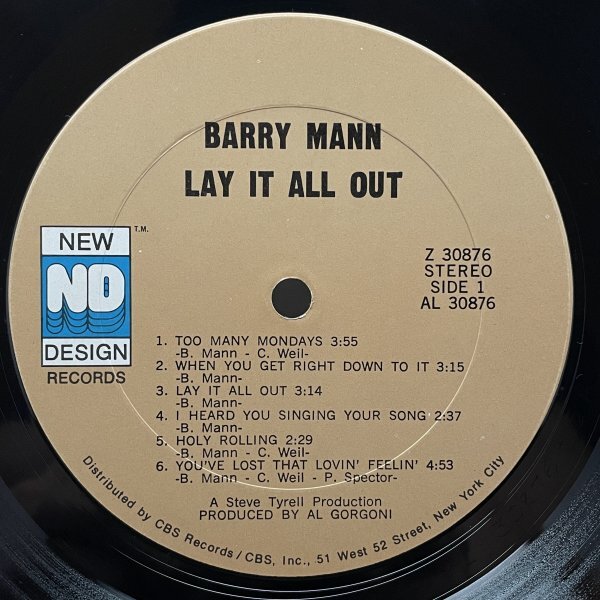 BARRY MANN
LAY IT ALL OUT
NEW
T.M.
ND
DESIGN
RECORDS
Z 30876
STEREO
SIDE 1
AL 30876
1. TOO MANY MONDAYS 3:55
-B. Mann - C. Weil-
2. WHEN YOU GET RIGHT DOWN TO IT 3:15
-B. Mann-
3. LAY IT ALL OUT 3:14
-B. Mann - C. Weil-
4. I HEARD YOU SINGING YOUR SONG 2:37
-B. Mann-
5. HOLY ROLLING 2:29
-B. Mann - C. Weil-
6. YOU'VE LOST THAT LOVIN' FEELIN' 4:53
-B. Mann - C. Weil - P. Spector-
A Steve Tyrell Production
PRODUCED BY AL GORGONI
Distributed by CBS Records/CBS, Inc., 51 West 52 Street, New York City